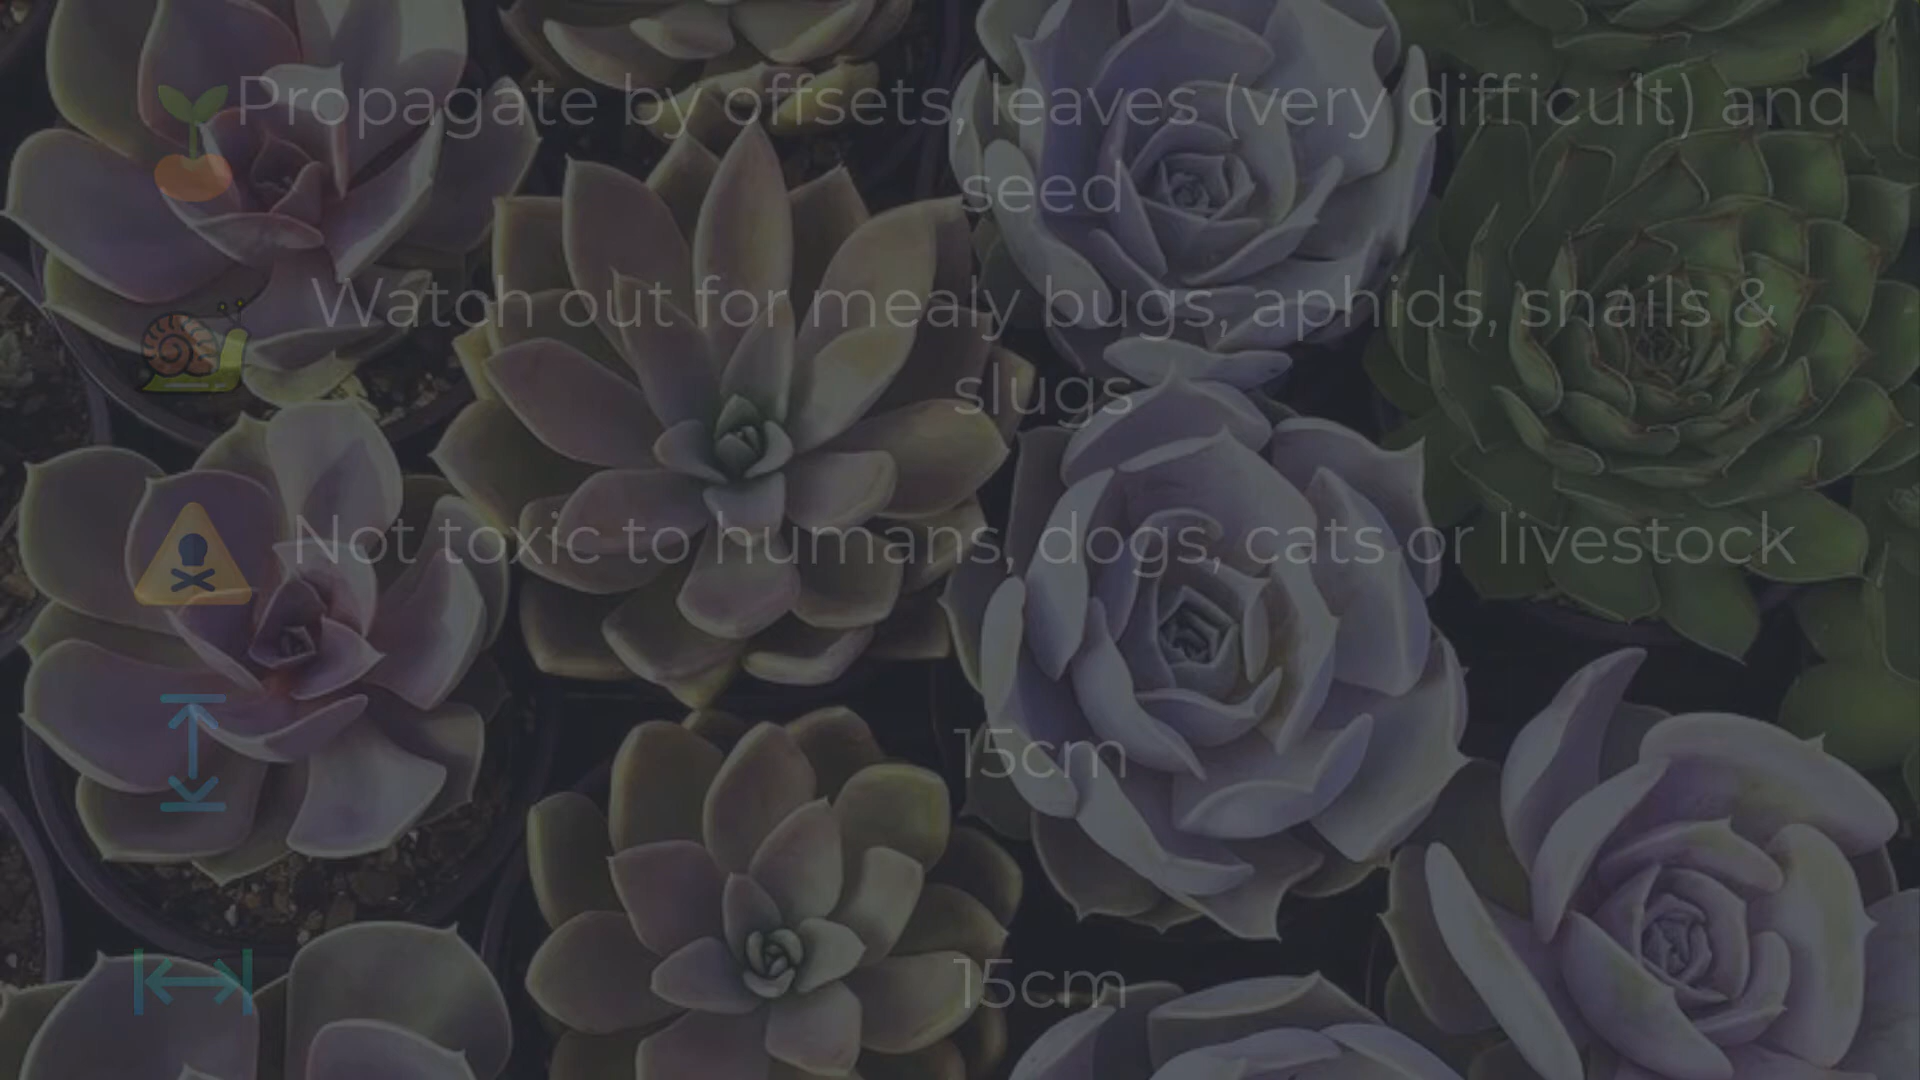 Propagate by offsets, leaves (very difficult) and
seed
Watch out for mealy bugs, aphids, snails &
slugs
Not toxic to humans, dogs, cats or livestock
15cm
15cm